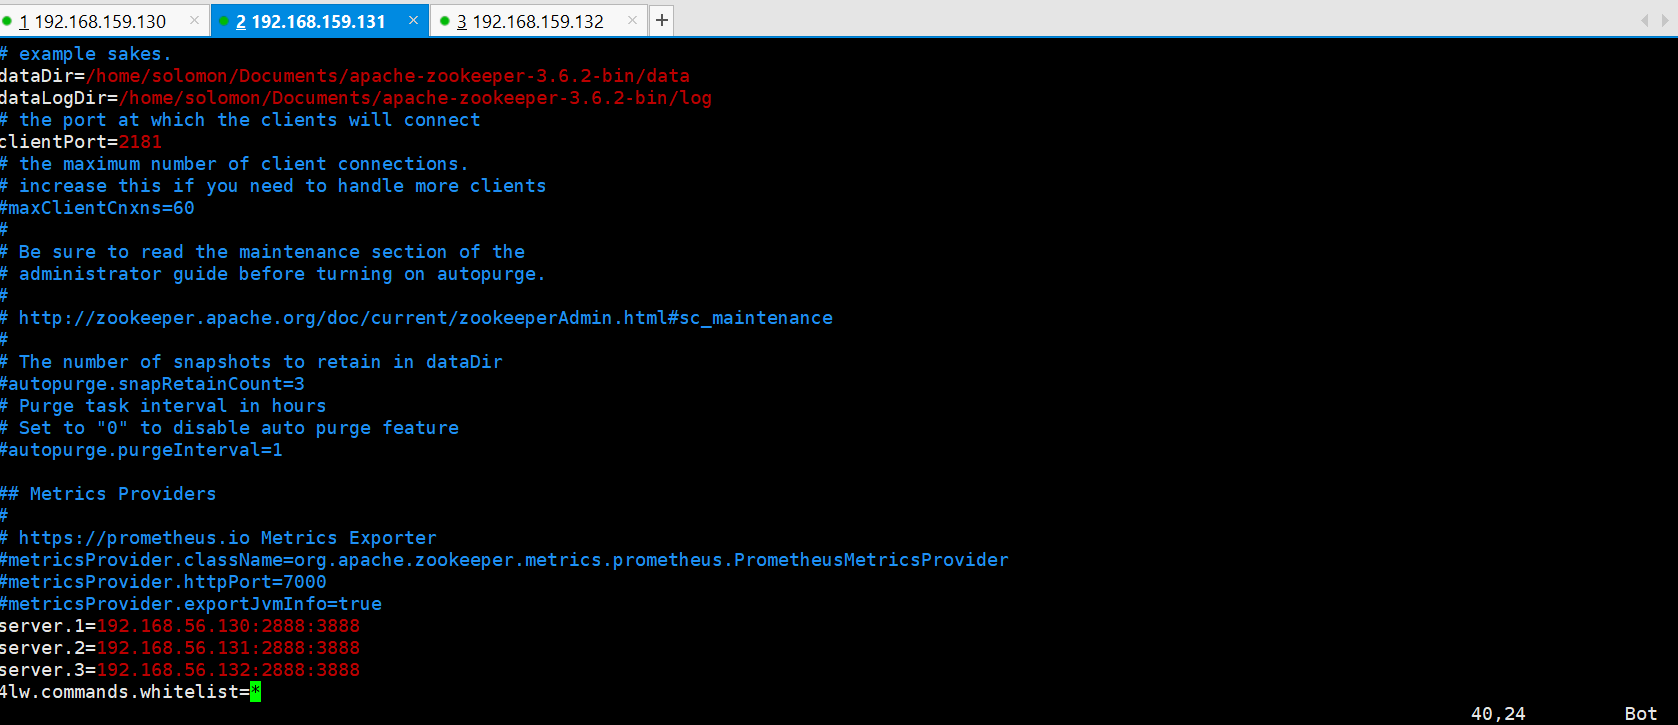 1 192.168.159.130 × 2 192.168.159.131 × 3 192.168.159.132 × +
# example sakes.
dataDir=/home/solomon/Documents/apache-zookeeper-3.6.2-bin/data
dataLogDir=/home/solomon/Documents/apache-zookeeper-3.6.2-bin/log
# the port at which the clients will connect
clientPort=2181
# the maximum number of client connections.
# increase this if you need to handle more clients
#maxClientCnxns=60
#
# Be sure to read the maintenance section of the
# administrator guide before turning on autopurge.
#
# http://zookeeper.apache.org/doc/current/zookeeperAdmin.html#sc_maintenance
#
# The number of snapshots to retain in dataDir
#autopurge.snapRetainCount=3
# Purge task interval in hours
# Set to "0" to disable auto purge feature
#autopurge.purgeInterval=1
## Metrics Providers
#
# https://prometheus.io Metrics Exporter
#metricsProvider.className=org.apache.zookeeper.metrics.prometheus.PrometheusMetricsProvider
#metricsProvider.httpPort=7000
#metricsProvider.exportJvmInfo=true
server.1=192.168.56.130:2888:3888
server.2=192.168.56.131:2888:3888
server.3=192.168.56.132:2888:3888
4lw.commands.whitelist=*
40,24 Bot